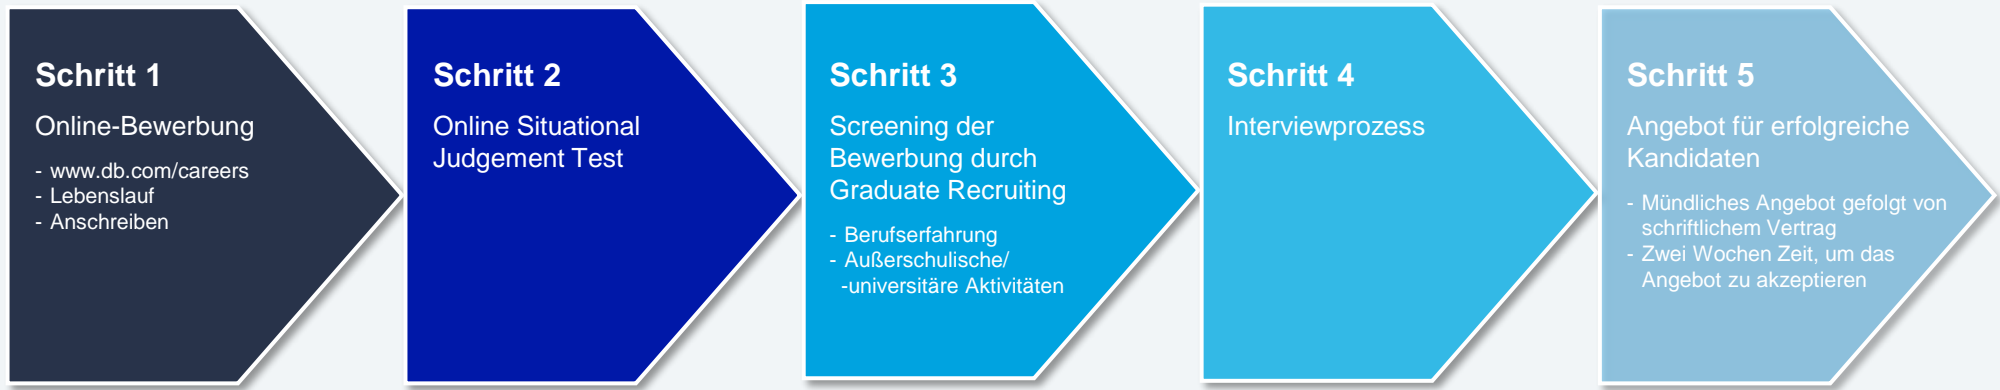 Schritt 1
Online-Bewerbung
- www.db.com/careers
- Lebenslauf
- Anschreiben
Schritt 2
Online Situational
Judgement Test
Schritt 3
Screening der
Bewerbung durch
Graduate Recruiting
- Berufserfahrung
- Außerschulische/
-universitäre Aktivitäten
Schritt 4
Interviewprozess
Schritt 5
Angebot für erfolgreiche
Kandidaten
- Mündliches Angebot gefolgt von
schriftlichem Vertrag
- Zwei Wochen Zeit, um das
Angebot zu akzeptieren